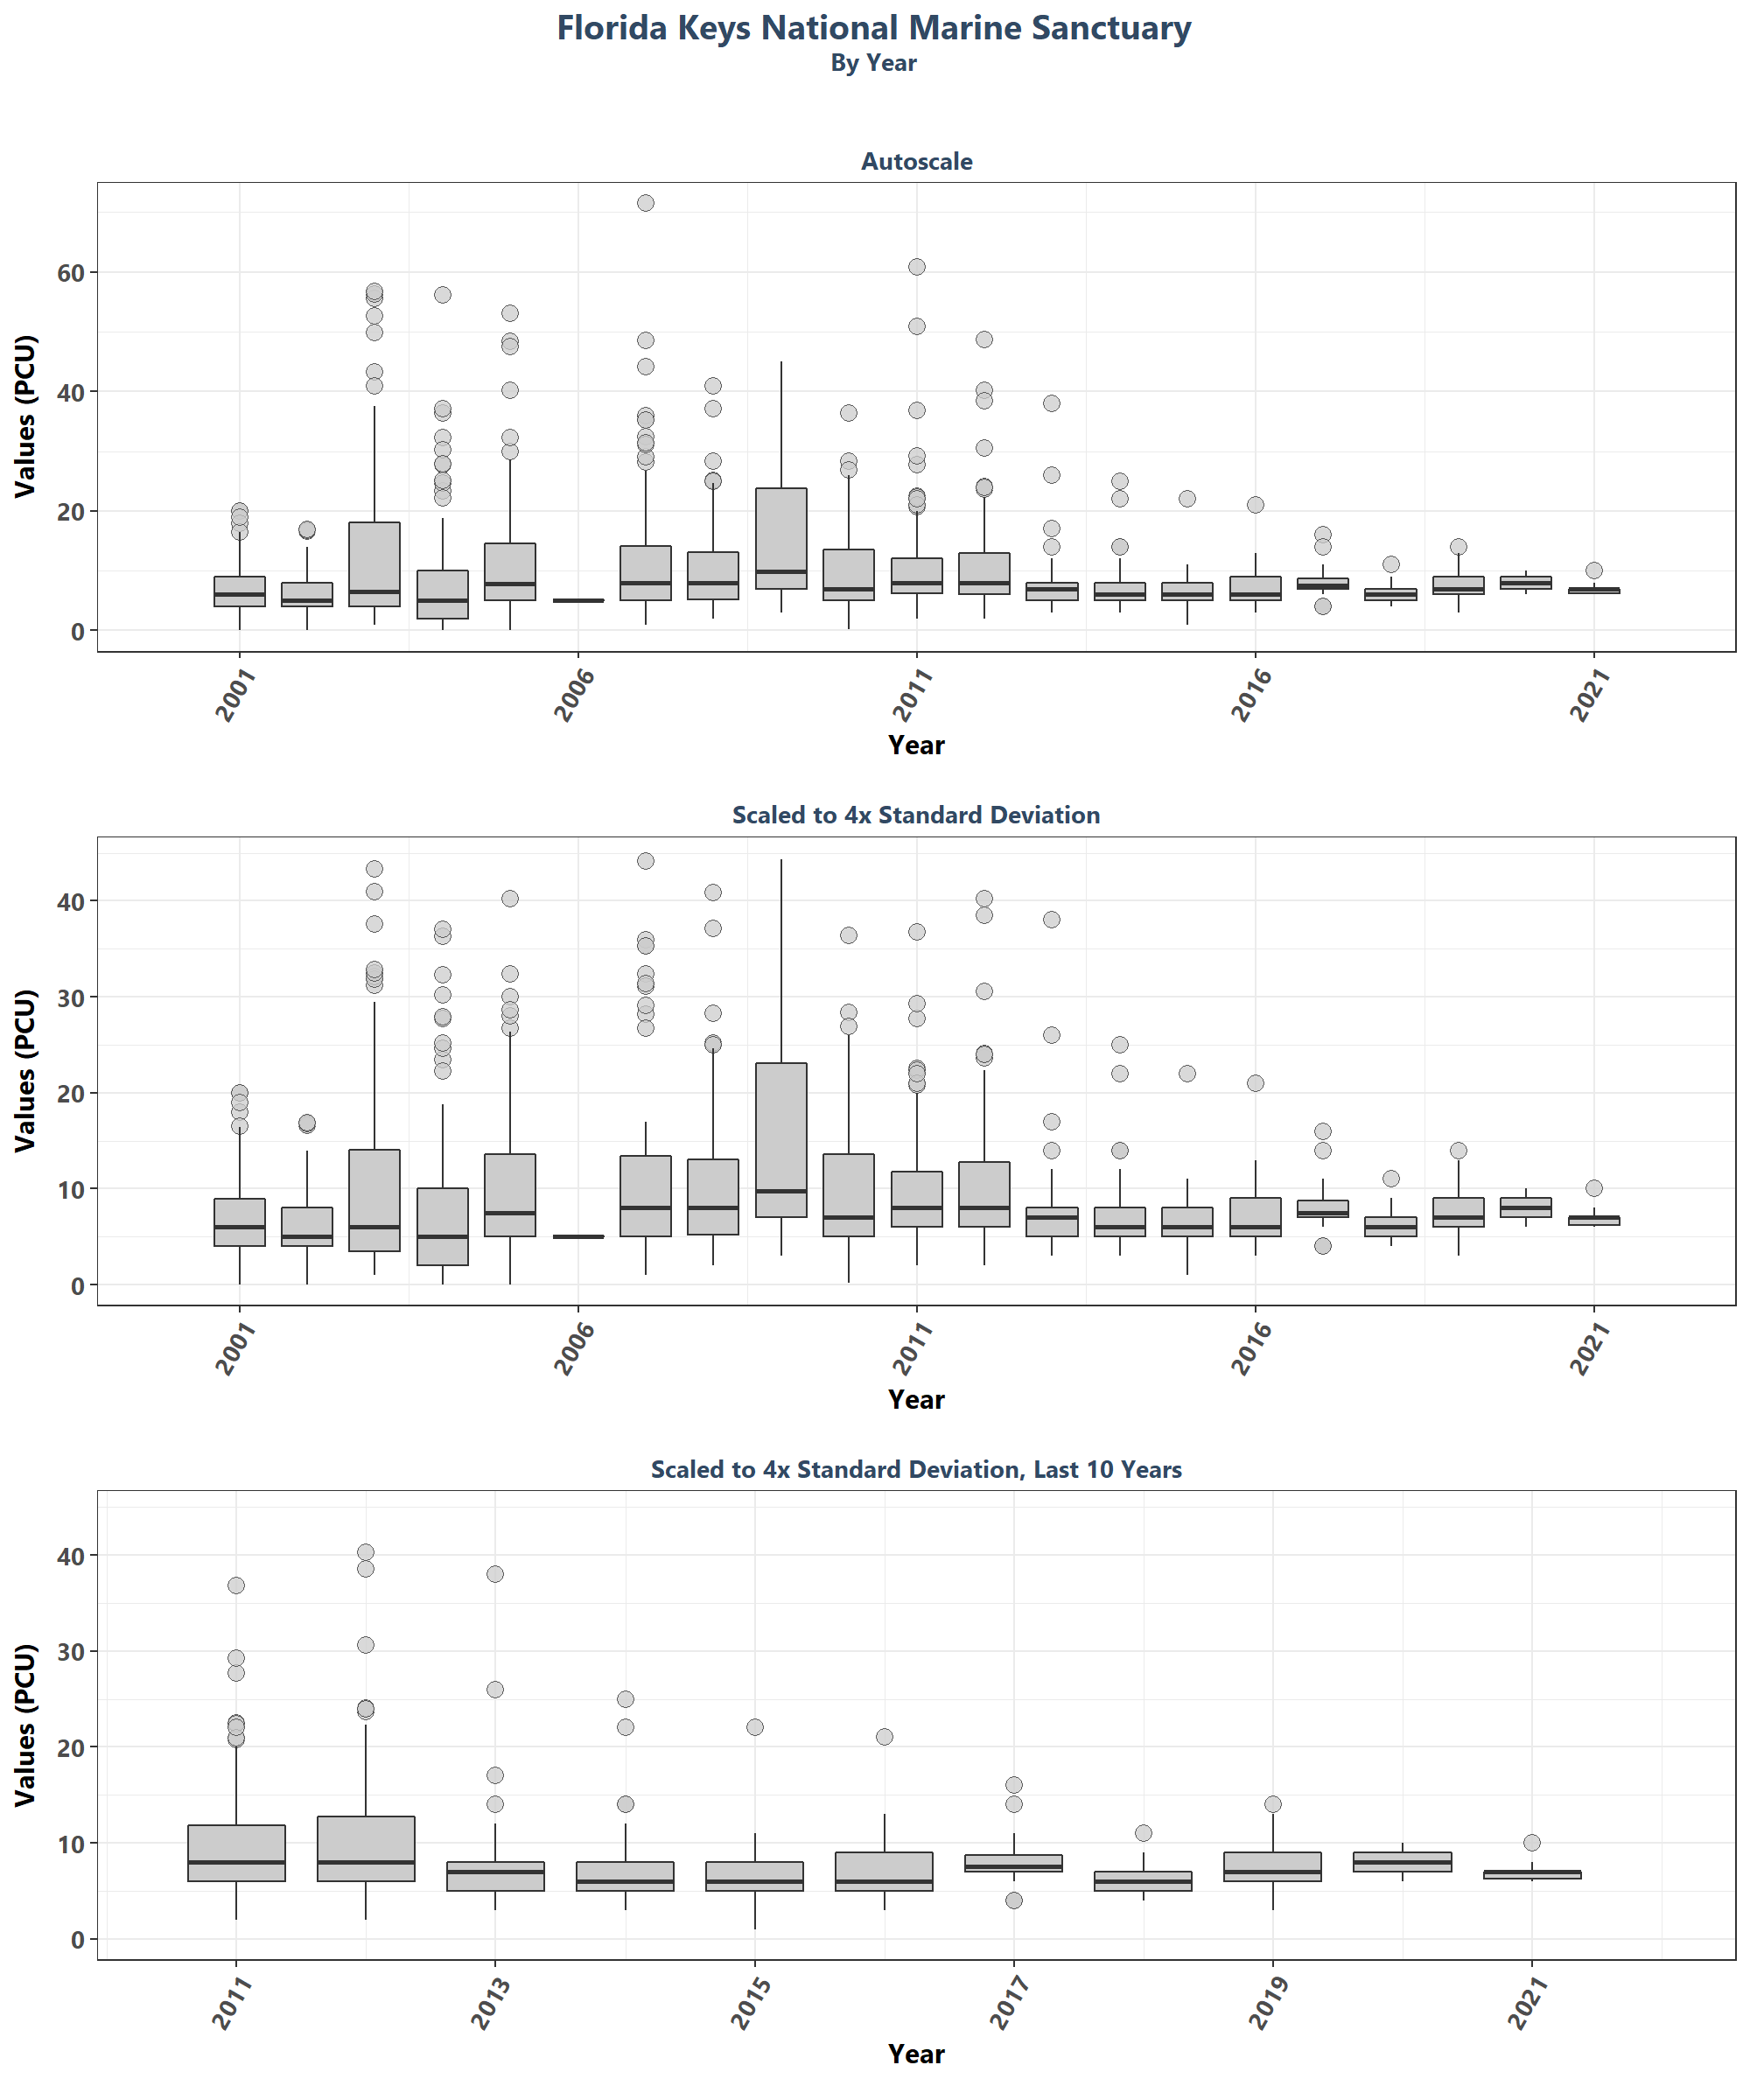 Florida Keys National Marine Sanctuary
By Year
Autoscale
Values (PCU)
60
40
20
0
2001
2006
2011
2016
2021
Year
Scaled to 4x Standard Deviation
Values (PCU)
40
30
20
10
0
2001
2006
2011
2016
2021
Year
Scaled to 4x Standard Deviation, Last 10 Years
Values (PCU)
40
30
20
10
0
2011
2013
2015
2017
2019
2021
Year